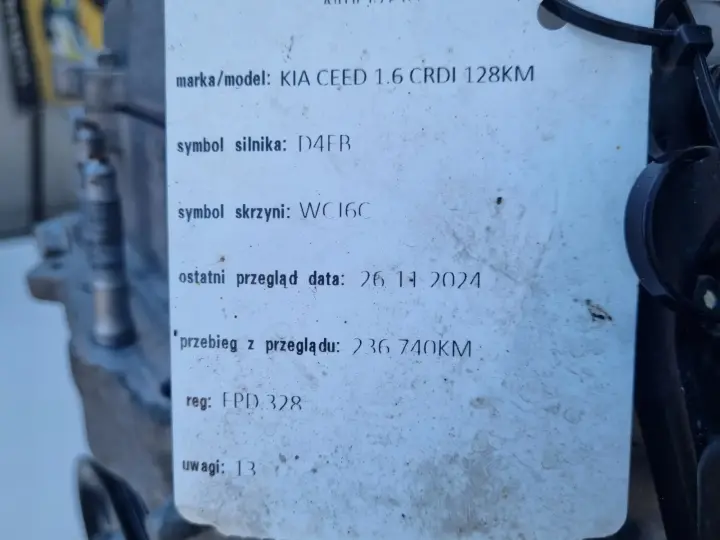 marka/model: KIA CEED 1.6 CRDI 128KM
symbol silnika: D4FB
symbol skrzyni: WC16C
ostatni przegląd data: 26 11 2024
przebieg z przeglądu: 236 740KM
reg: 328
uwagi: 13